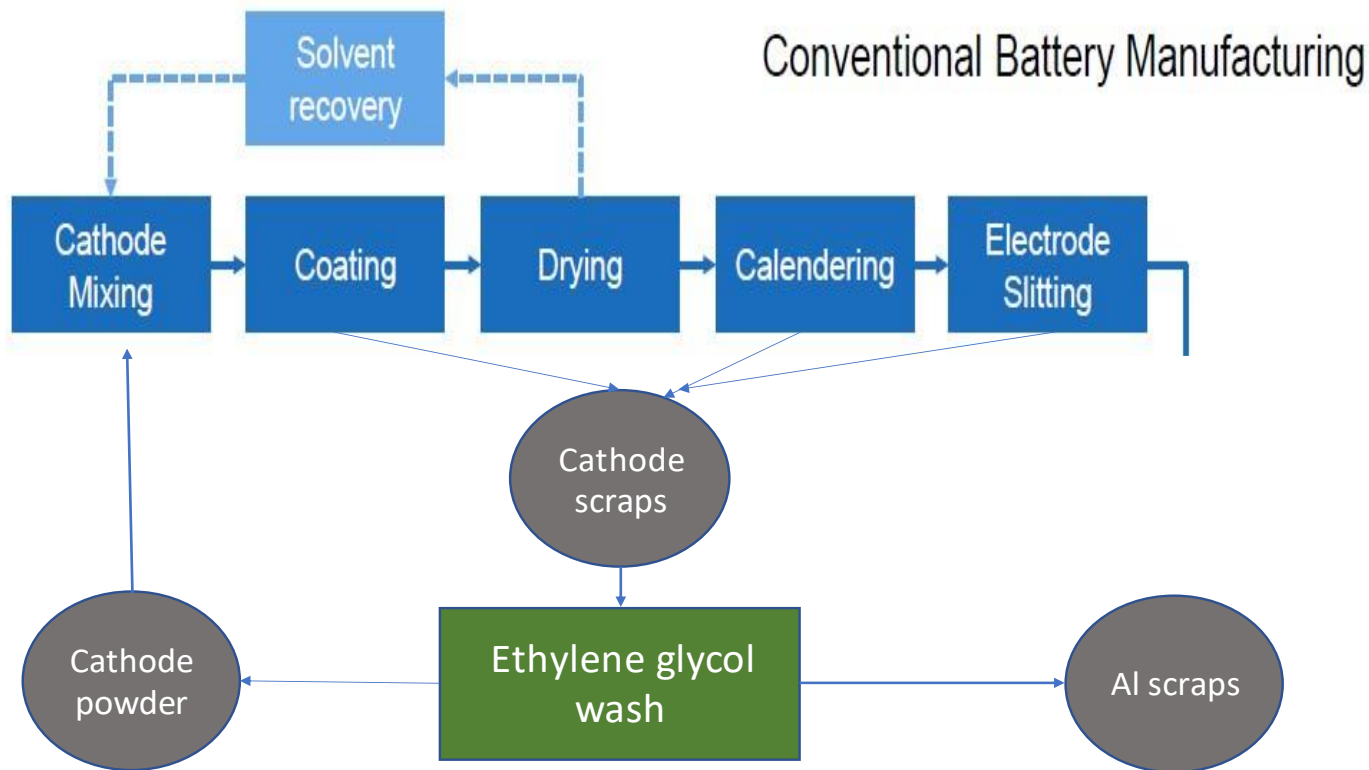 Conventional Battery Manufacturing
Solvent
recovery
Cathode
Mixing
Coating
Drying
Calendering
Electrode
Slitting
Cathode
scraps
Cathode
powder
Ethylene glycol
wash
Al scraps